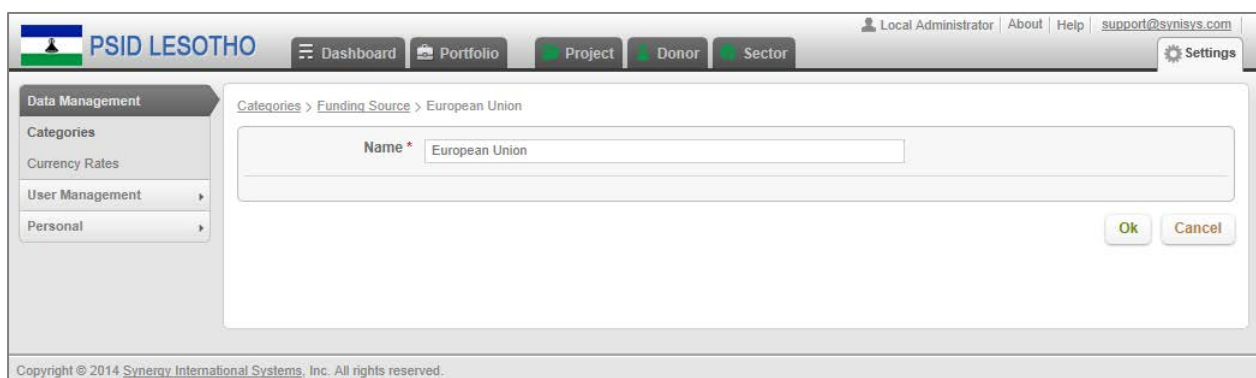 Local Administrator | About | Help | support@synisys.com |
PSID LESOTHO
Dashboard Portfolio Project Donor Sector Settings
Data Management
Categories
Currency Rates
User Management
Personal
Categories > Funding Source > European Union
Name * European Union
Ok Cancel
Copyright © 2014 Synergy International Systems, Inc. All rights reserved.